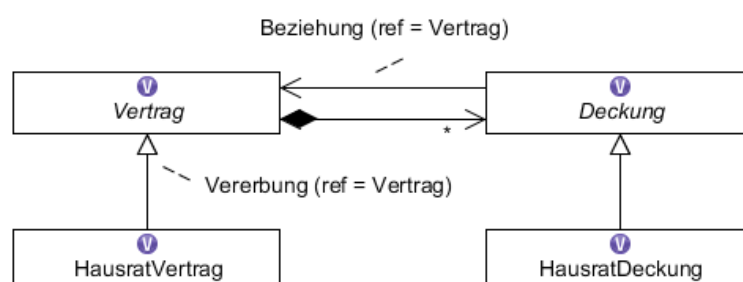 Beziehung (ref = Vertrag)
V
Vertrag
V
Deckung
*
Vererbung (ref = Vertrag)
V
HausratVertrag
V
HausratDeckung